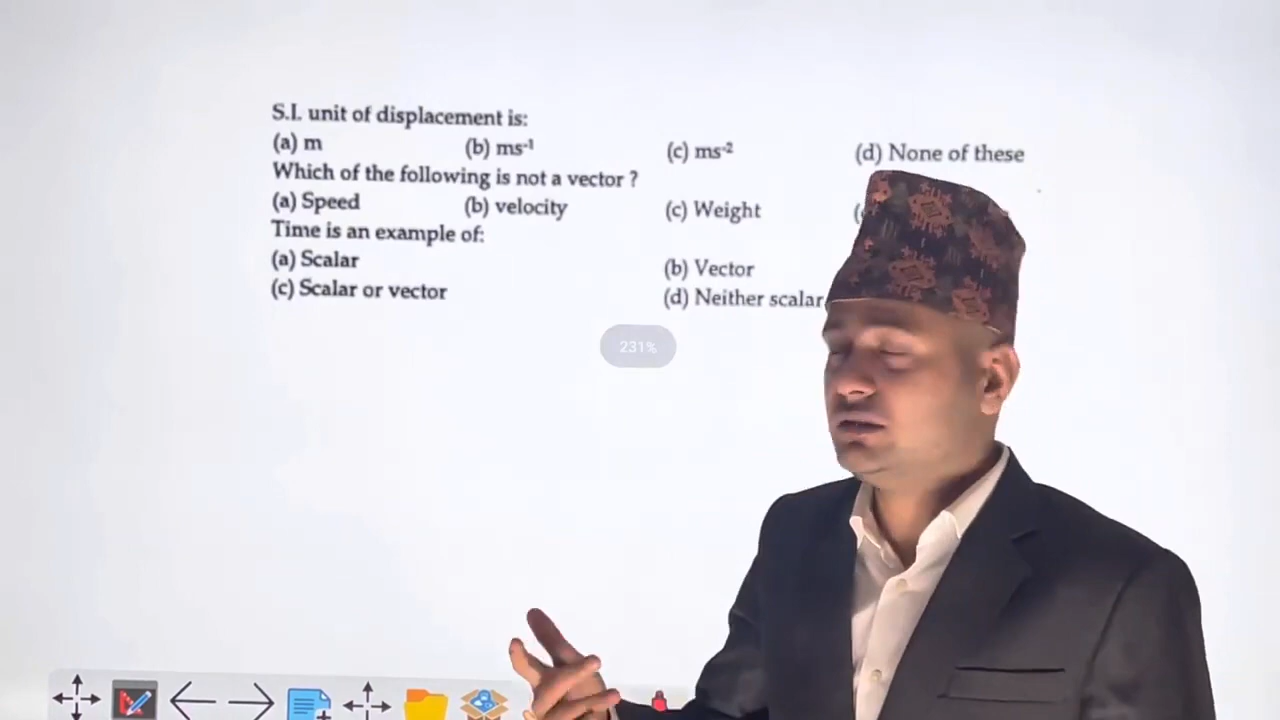 S.I. unit of displacement is:
(a) m (b) ms⁻¹ (c) ms⁻² (d) None of these
Which of the following is not a vector ?
(a) Speed (b) velocity (c) Weight
Time is an example of:
(a) Scalar (b) Vector
(c) Scalar or vector (d) Neither scalar
231%